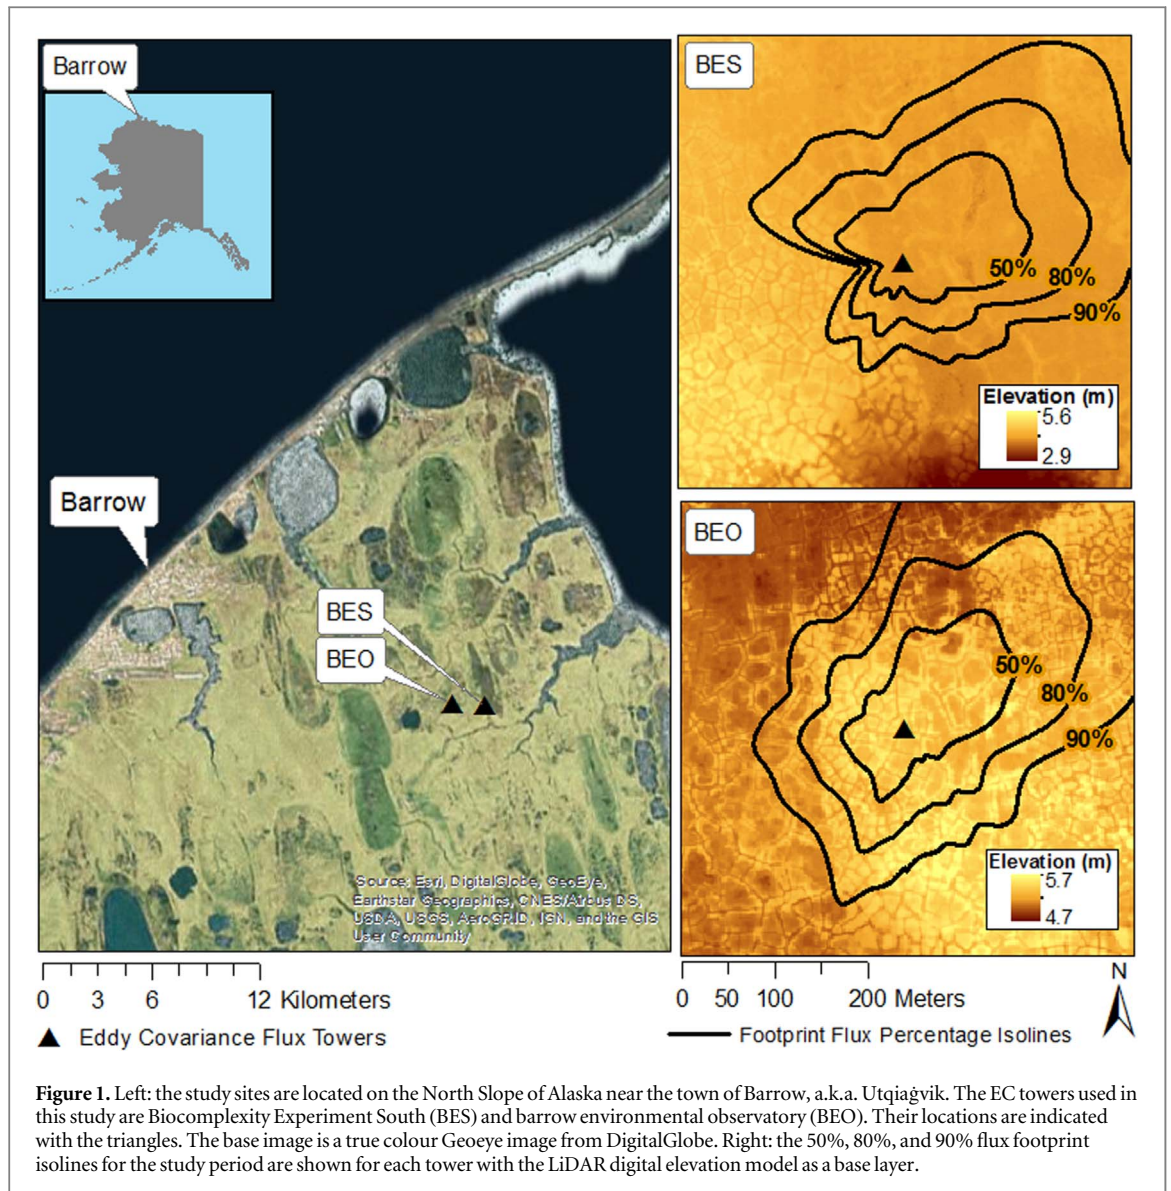 Barrow
Barrow
BES
BEO
Source: Esri, DigitalGlobe, GeoEye,
Earthstar Geographics, CNES/Airbus DS,
USDA, USGS, AeroGRID, IGN, and the GIS
User Community
0 3 6 12 Kilometers
Eddy Covariance Flux Towers
BES
50%
80%
90%
Elevation (m)
5.6
2.9
BEO
50%
80%
90%
Elevation (m)
5.7
4.7
0 50 100 200 Meters
N
Footprint Flux Percentage Isolines
Figure 1. Left: the study sites are located on the North Slope of Alaska near the town of Barrow, a.k.a. Utqiaġvik. The EC towers used in
this study are Biocomplexity Experiment South (BES) and barrow environmental observatory (BEO). Their locations are indicated
with the triangles. The base image is a true colour Geoeye image from DigitalGlobe. Right: the 50%, 80%, and 90% flux footprint
isolines for the study period are shown for each tower with the LiDAR digital elevation model as a base layer.